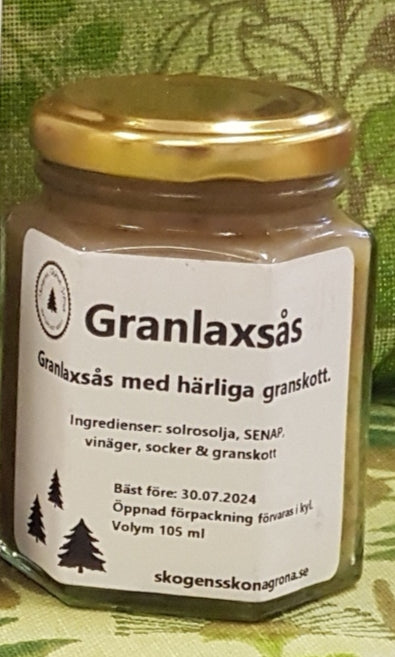 Granlaxsås
Granlaxsås med härliga granskott.
Ingredienser: solrosolja, SENAP,
vinäger, socker & granskott
Bäst före: 30.07.2024
Öppnad förpackning förvaras i kyl.
Volym 105 ml
skogensskonagrona.se